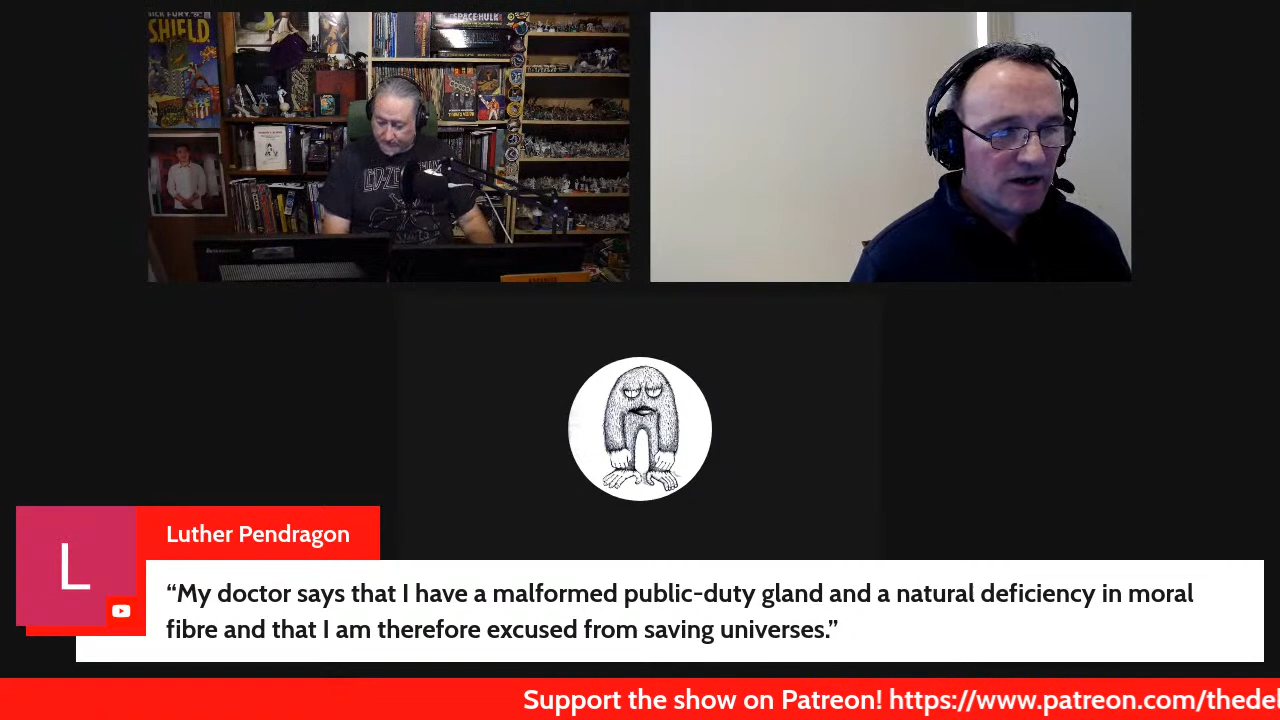 SHIELD
SPACE HULK
L
Luther Pendragon
“My doctor says that I have a malformed public-duty gland and a natural deficiency in moral
fibre and that I am therefore excused from saving universes.”
Support the show on Patreon! https://www.patreon.com/thedel